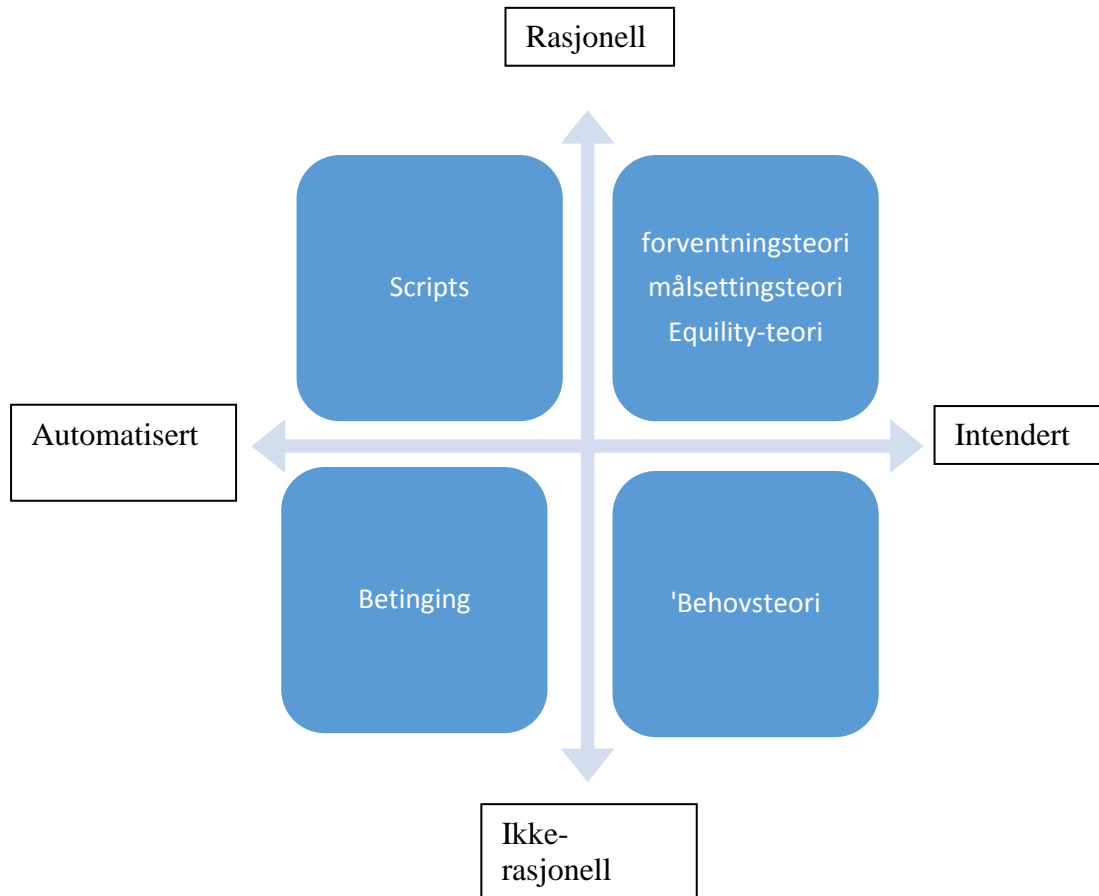 Rasjonell
Scripts
forventningsteori
målsettingsteori
Equility-teori
Automatisert
Intendert
Betinging
'Behovsteori
Ikke-
rasjonell